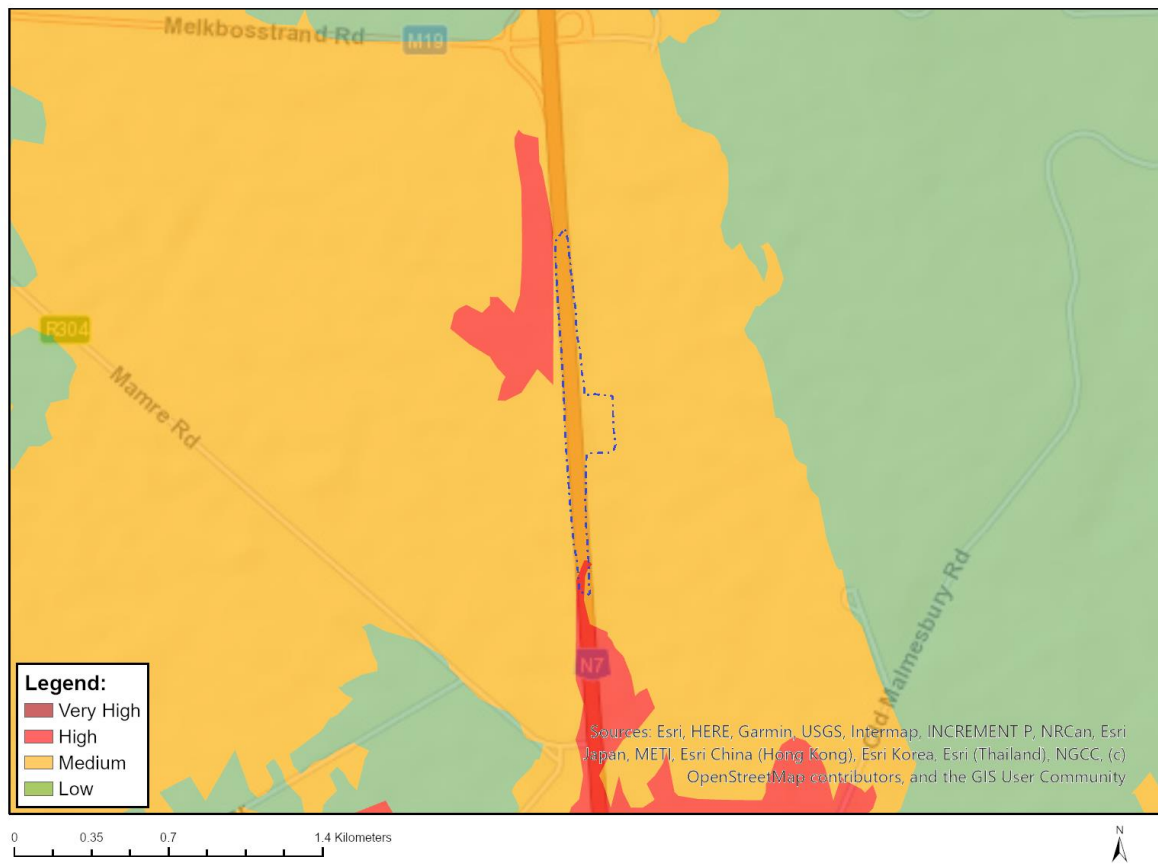 Melkbosstrand Rd
M19
R304
Mamre Rd
Old Malmesbury Rd
N7
Legend:
Very High
High
Medium
Low
Sources: Esri, HERE, Garmin, USGS, Intermap, INCREMENT P, NRCan, Esri
Japan, METI, Esri China (Hong Kong), Esri Korea, Esri (Thailand), NGCC, (c)
OpenStreetMap contributors, and the GIS User Community
0 0.35 0.7 1.4 Kilometers
N